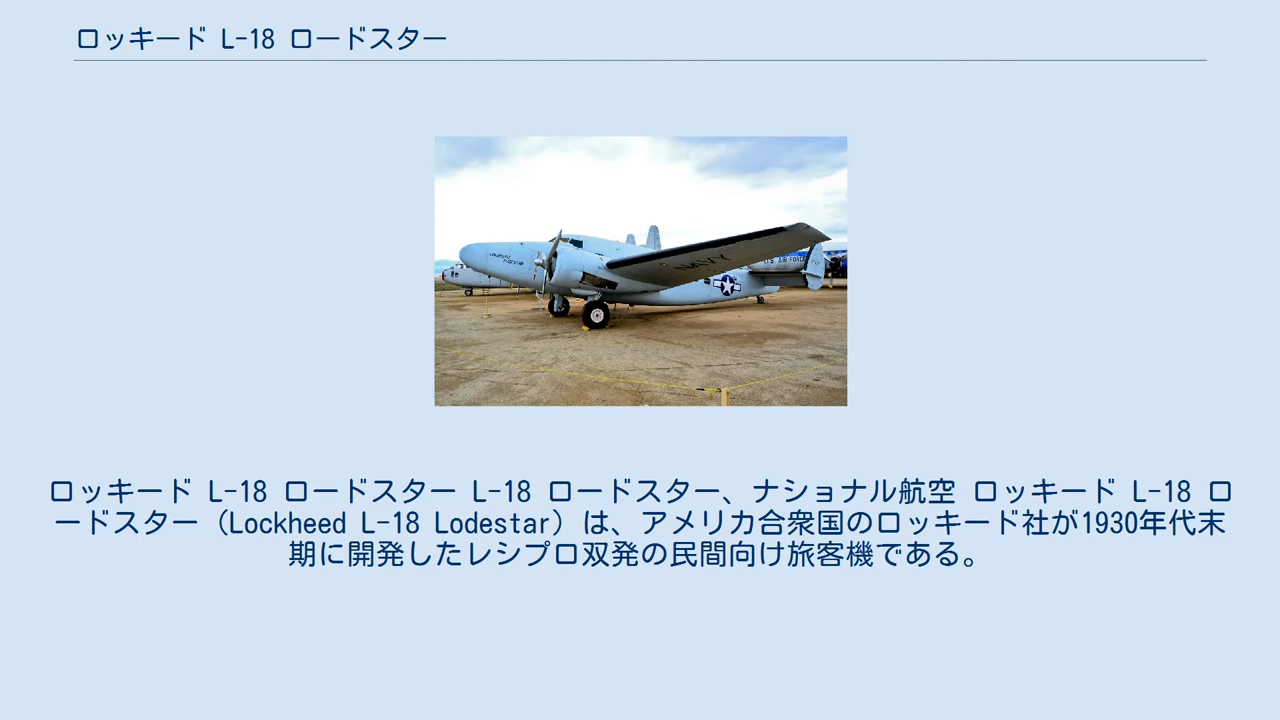 ロッキード L-18 ロードスター
NAVY
U.S. AIR FORCE
ロッキード L-18 ロードスター L-18 ロードスター、ナショナル航空 ロッキード L-18 ロ
ードスター（Lockheed L-18 Lodestar）は、アメリカ合衆国のロッキード社が1930年代末
期に開発したレシプロ双発の民間向け旅客機である。